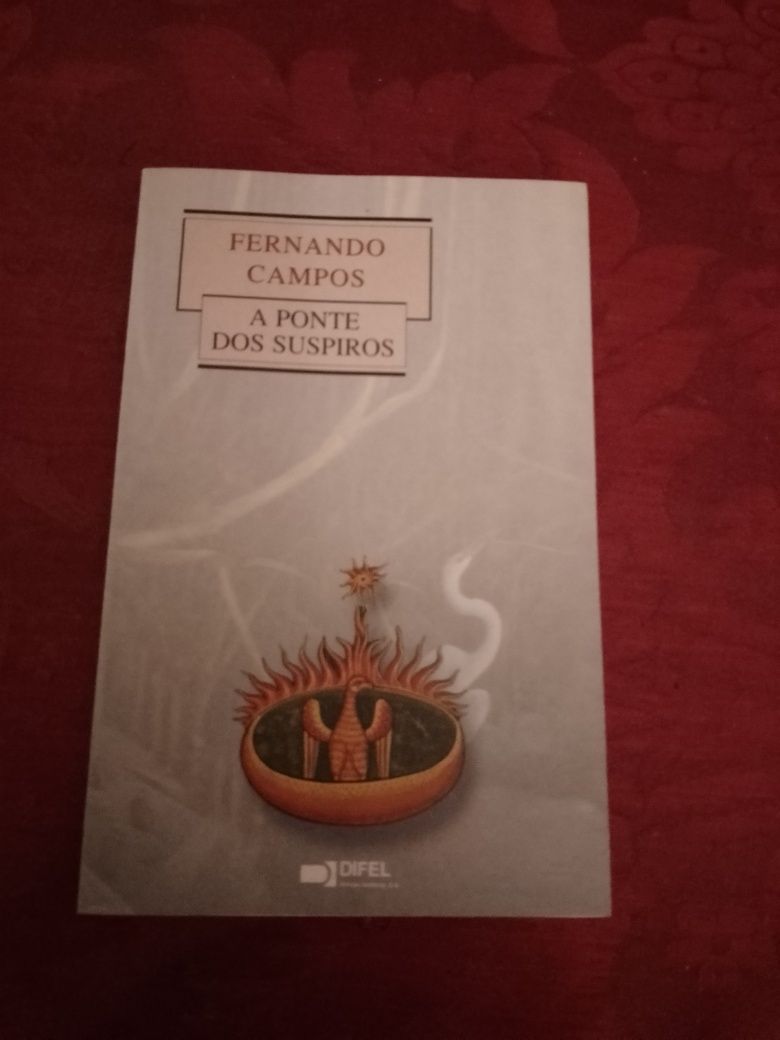 FERNANDO
CAMPOS
A PONTE
DOS SUSPIROS
DIFEL